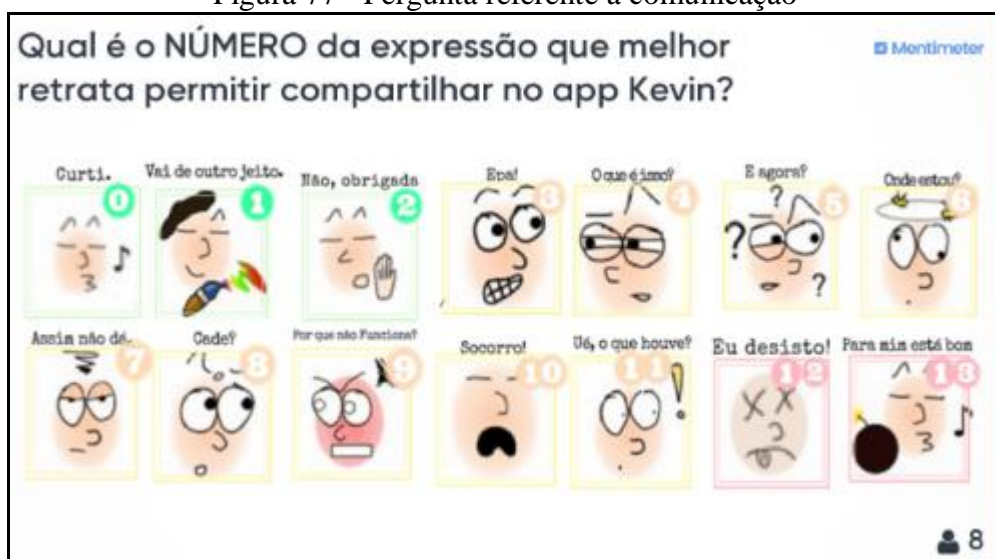 Figura 77 - Pergunta referente à comunicação
Qual é o NÚMERO da expressão que melhor
retrata permitir compartilhar no app Kevin?
Mentimeter
Curti.
0
Vai de outro jeito.
1
Não, obrigada
2
Epa!
3
O que é isso?
4
E agora?
5
? ? ?
Onde estou?
6
Assim não dá.
7
Cade?
8
Por que não Funciona?
9
Socorro!
10
Ué, o que houve?
11
!
Eu desisto!
12
Para mim está bom
13
8